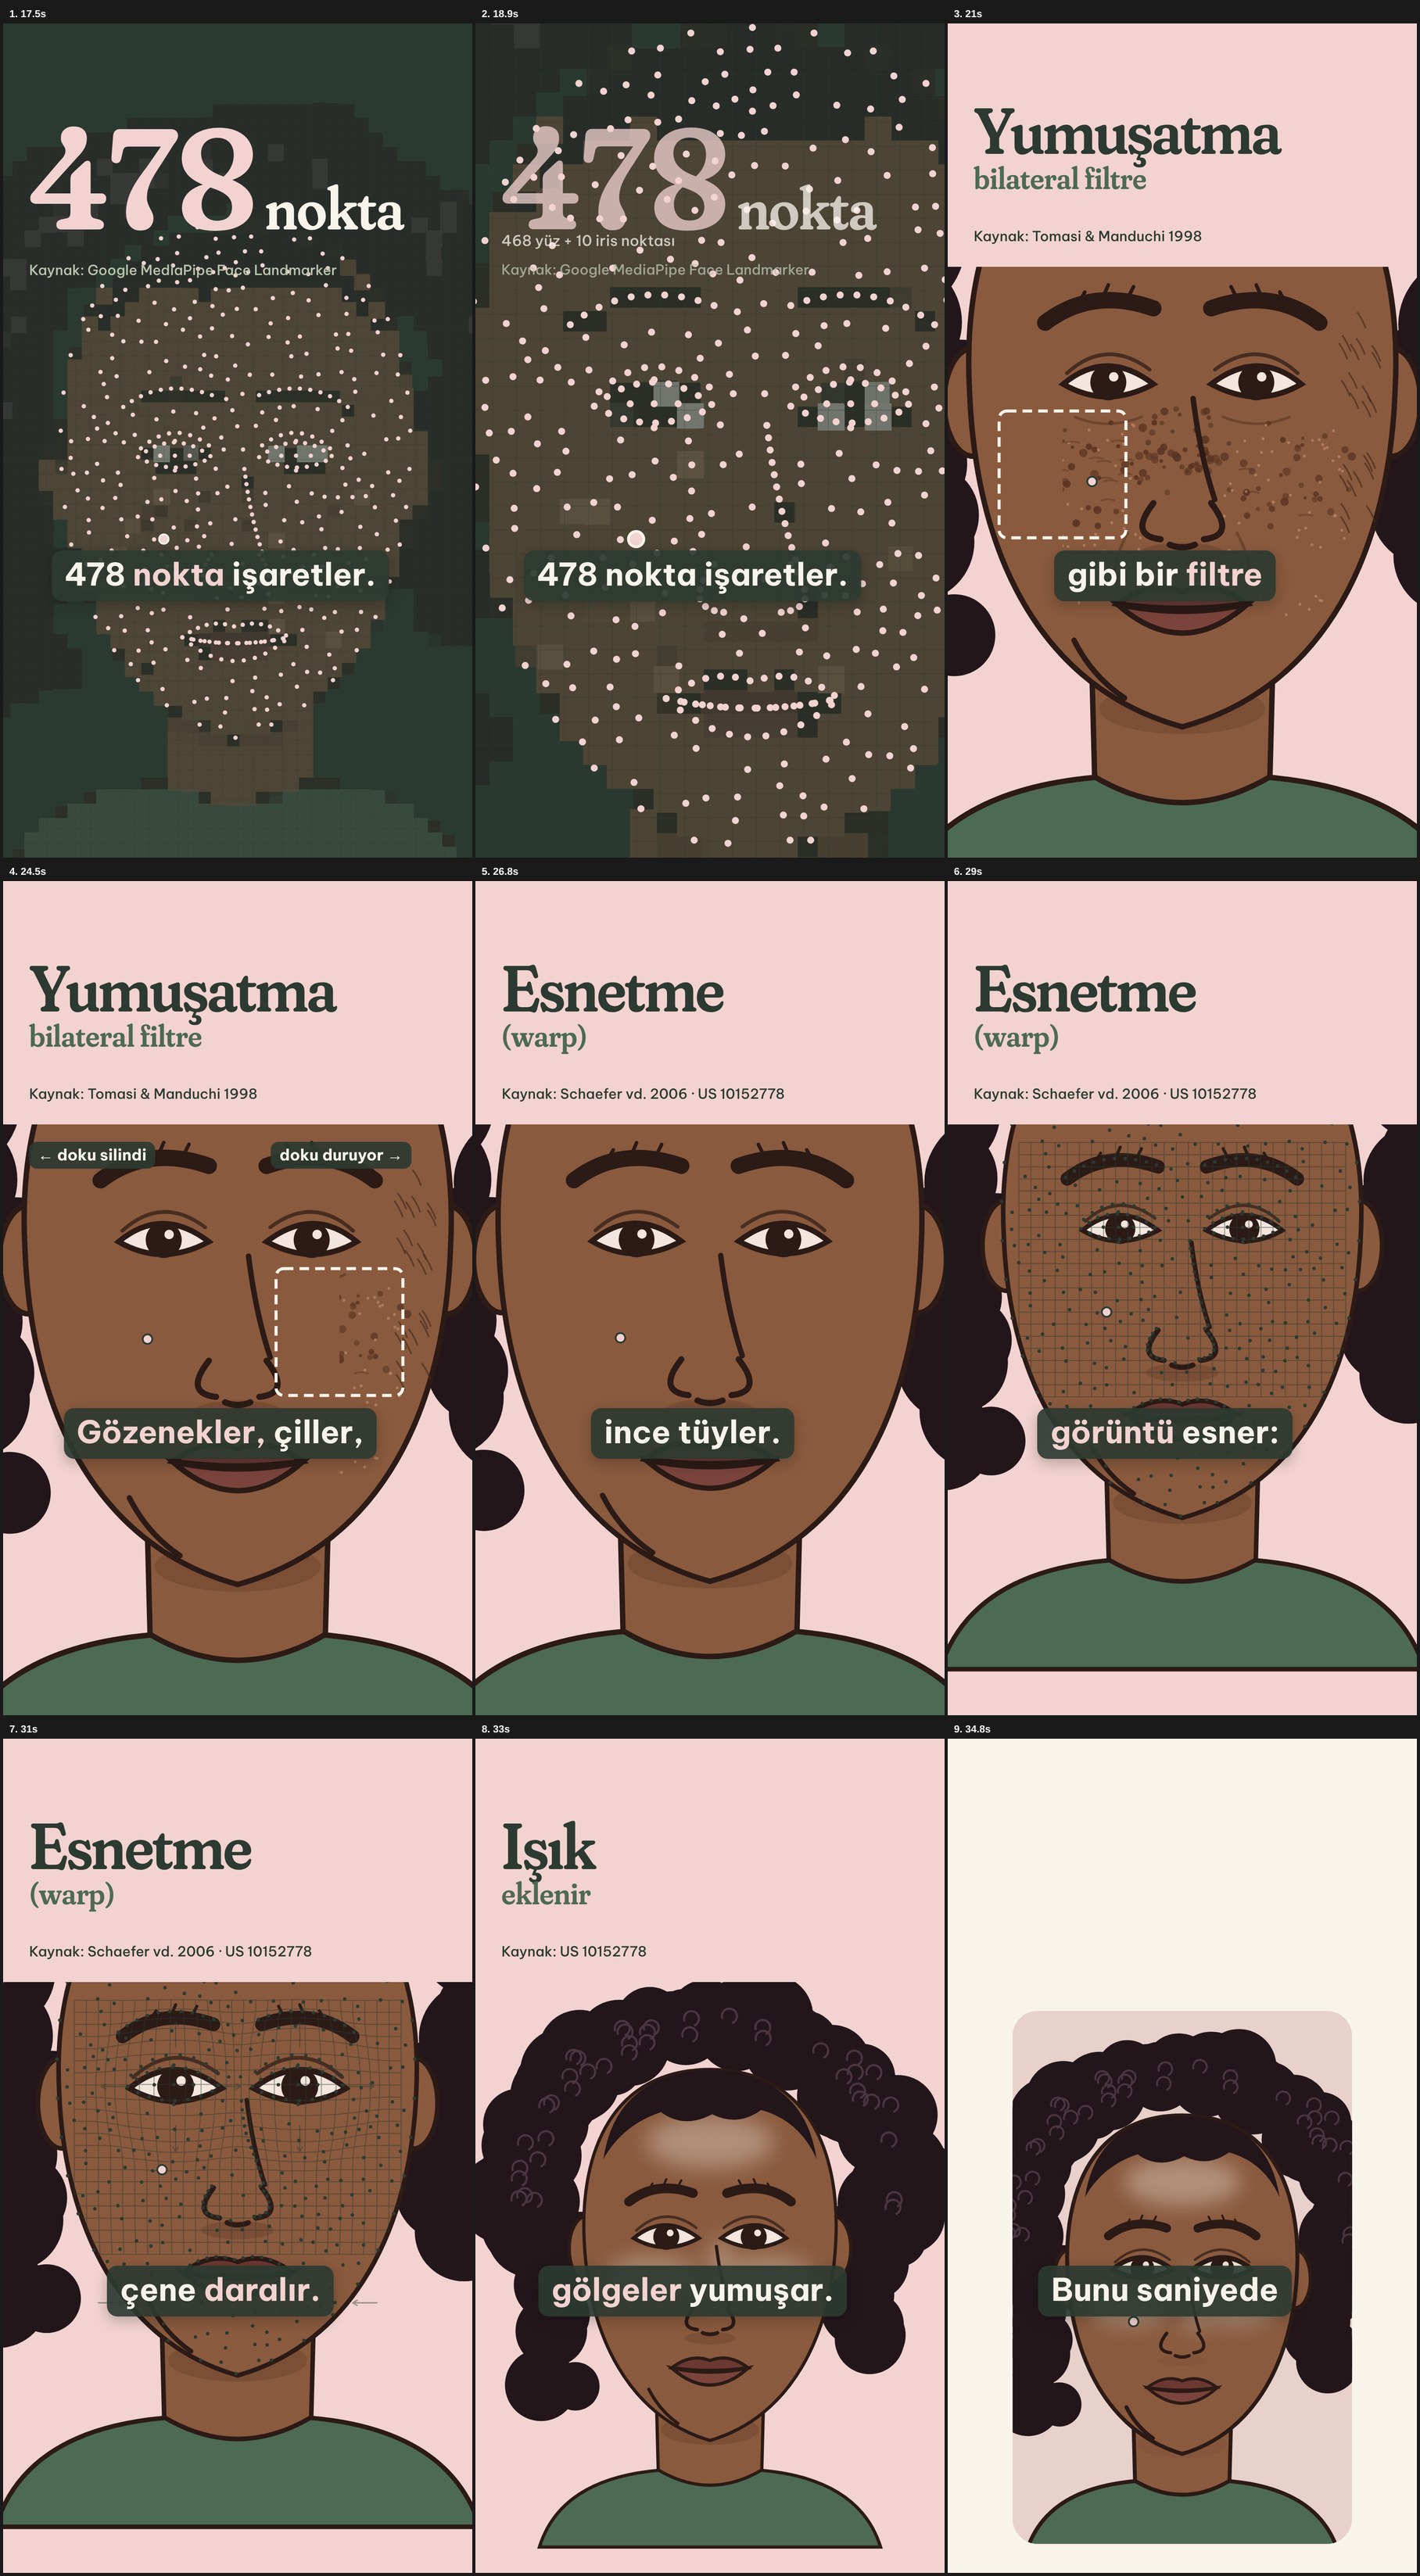 1. 17.5s
478 nokta
Kaynak: Google MediaPipe Face Landmarker
478 nokta işaretler.
2. 18.9s
478 nokta
468 yüz + 10 iris noktası
Kaynak: Google MediaPipe Face Landmarker
478 nokta işaretler.
3. 21s
Yumuşatma
bilateral filtre
Kaynak: Tomasi & Manduchi 1998
gibi bir filtre
4. 24.5s
Yumuşatma
bilateral filtre
Kaynak: Tomasi & Manduchi 1998
← doku silindi
doku duruyor →
Gözenekler, çiller,
5. 26.8s
Esnetme
(warp)
Kaynak: Schaefer vd. 2006 · US 10152778
ince tüyler.
6. 29s
Esnetme
(warp)
Kaynak: Schaefer vd. 2006 · US 10152778
görüntü esner:
7. 31s
Esnetme
(warp)
Kaynak: Schaefer vd. 2006 · US 10152778
çene daralır.
8. 33s
Işık
eklenir
Kaynak: US 10152778
gölgeler yumuşar.
9. 34.8s
Bunu saniyede